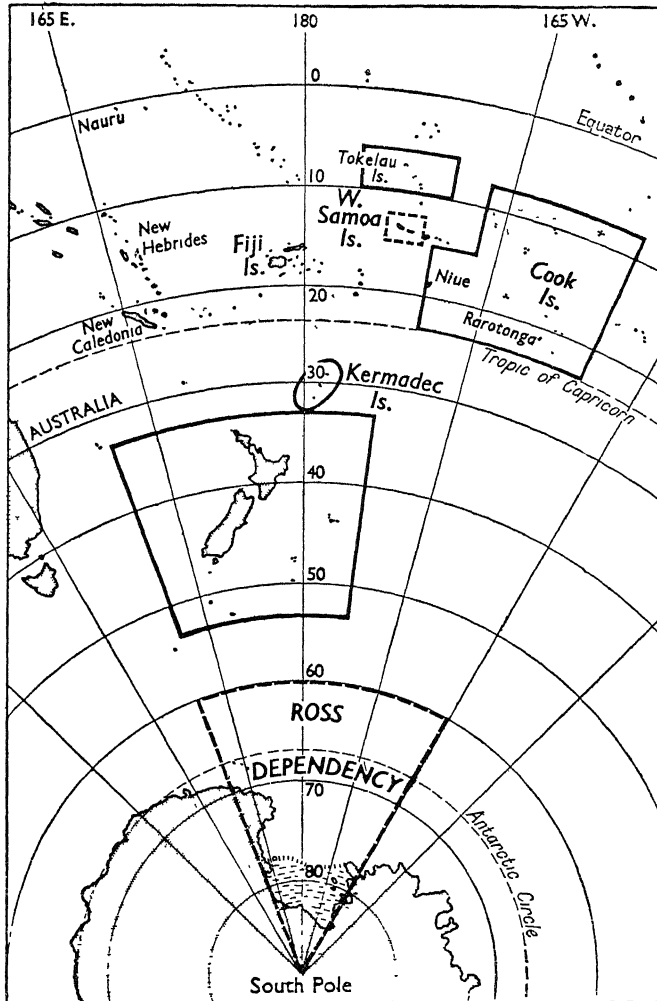 165 E.
180
165 W.
0
Equator
Nauru
Tokelau
Is.
10
W.
Samoa
Is.
New
Hebrides
Fiji
Is.
Cook
Is.
Niue
20
New
Caledonia
Rarotonga
Tropic of Capricorn
30
Kermadec
Is.
AUSTRALIA
40
50
60
ROSS
DEPENDENCY
70
Antarctic Circle
80
South Pole